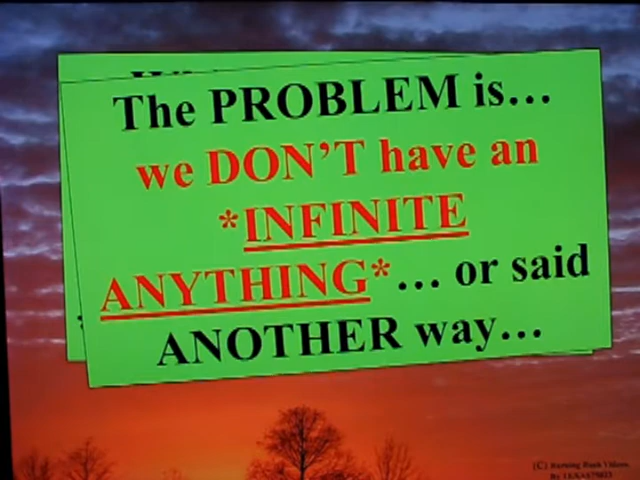 The PROBLEM is…
we DON'T have an
*INFINITE
ANYTHING*… or said
ANOTHER way…